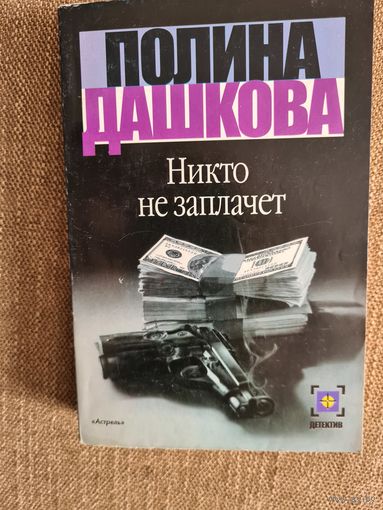 ПОЛИНА
ДАШКОВА
Никто
не заплачет
«Астрель»
ДЕТЕКТИВ